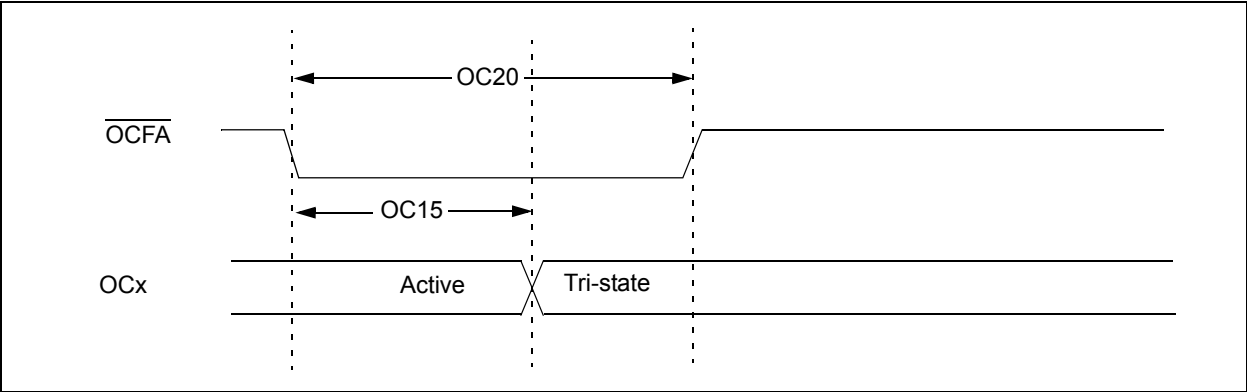 OC20
OCFA
OC15
OCx
Active
Tri-state